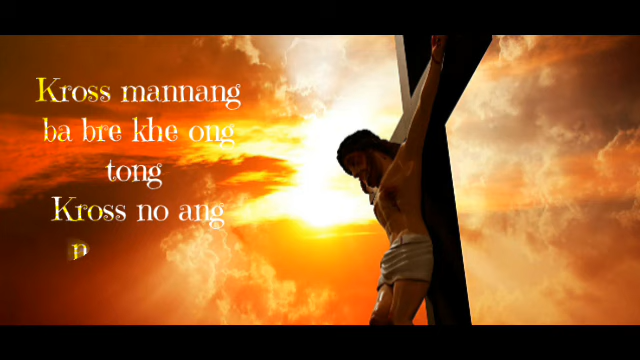 Kross mannang
ba bre khe ong
tong
Kross no ang
n